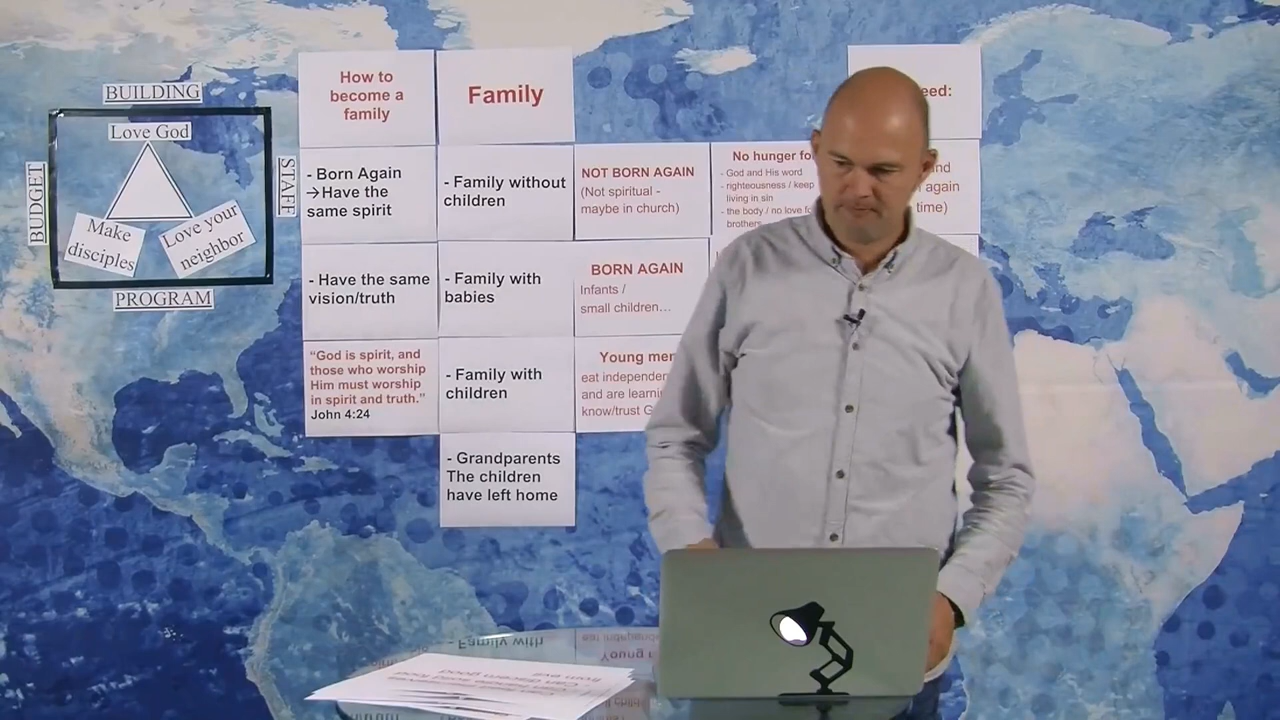 BUILDING
Love God
BUDGET
STAFF
Make
disciples
Love your
neighbor
PROGRAM
How to
become a
family
Family
eed:
- Born Again
→Have the
same spirit
- Family without
children
NOT BORN AGAIN
(Not spiritual -
maybe in church)
No hunger fo
- God and His word
- righteousness / keep
living in sin
- the body / no love fo
brothers
and
again
time)
- Have the same
vision/truth
- Family with
babies
BORN AGAIN
Infants /
small children...
"God is spirit, and
those who worship
Him must worship
in spirit and truth."
John 4:24
- Family with
children
Young men
eat independen
and are learni
know/trust G
- Grandparents
The children
have left home